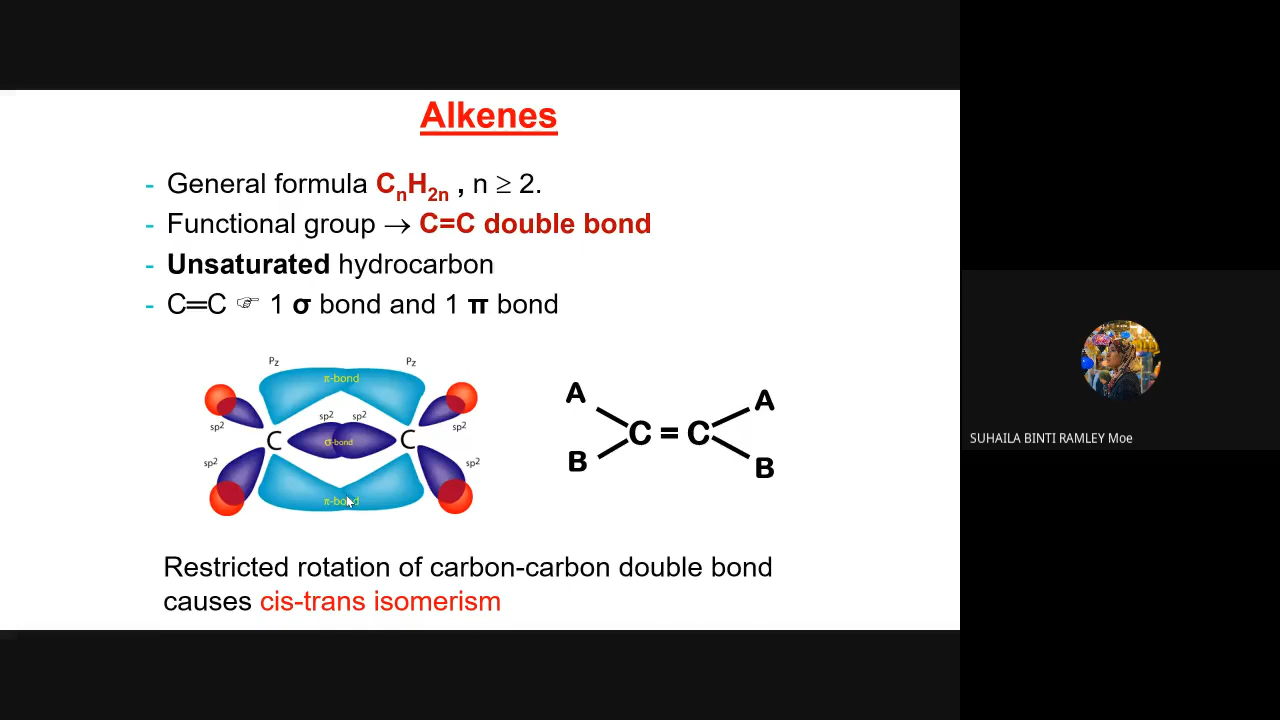 Alkenes
- General formula CnH2n , n ≥ 2.
- Functional group → C=C double bond
- Unsaturated hydrocarbon
- C═C ☞ 1 σ bond and 1 π bond
Pz Pz
π-bond
sp2 sp2 sp2 sp2
C σ-bond C
sp2 sp2
π-bond
A A
C = C
B B
Restricted rotation of carbon-carbon double bond
causes cis-trans isomerism
SUHAILA BINTI RAMLEY Moe